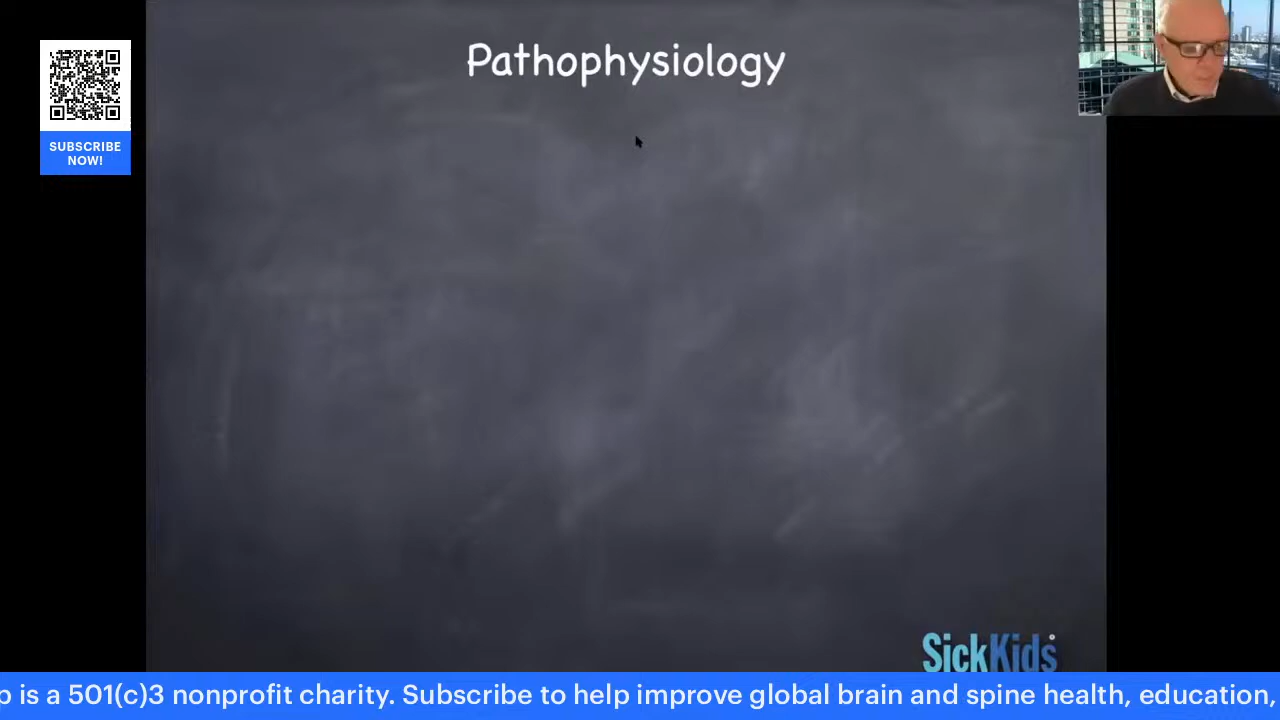 Pathophysiology
SUBSCRIBE
NOW!
SickKids
p is a 501(c)3 nonprofit charity. Subscribe to help improve global brain and spine health, education,